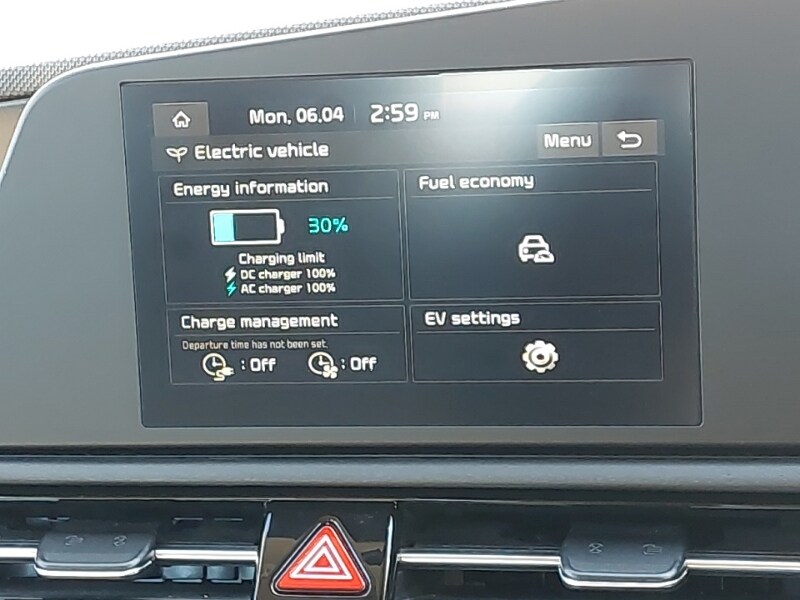 Mon, 06.04 2:59 PM
Electric vehicle
Menu
Energy information
30%
Charging limit
DC charger 100%
AC charger 100%
Fuel economy
Charge management
Departure time has not been set.
: Off : Off
EV settings